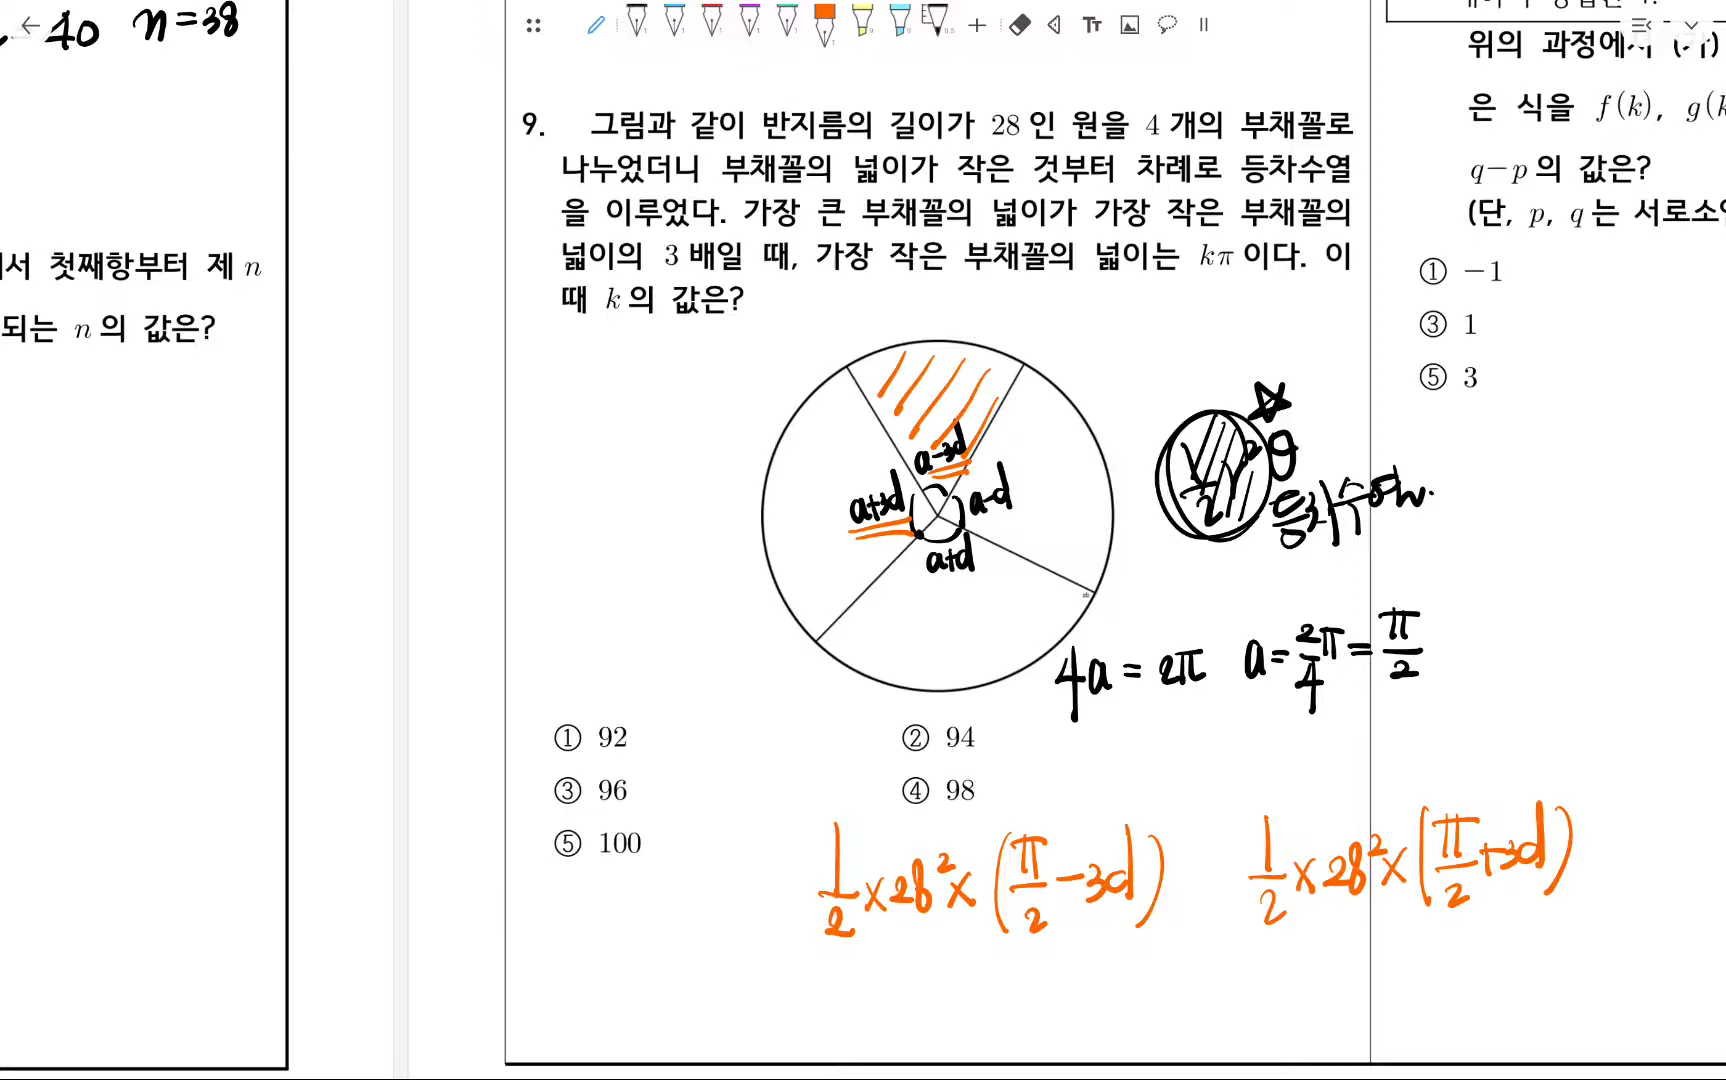 40 n=38
서 첫째항부터 제 n
되는 n의 값은?
9. 그림과 같이 반지름의 길이가 28인 원을 4개의 부채꼴로
나누었더니 부채꼴의 넓이가 작은 것부터 차례로 등차수열
을 이루었다. 가장 큰 부채꼴의 넓이가 가장 작은 부채꼴의
넓이의 3배일 때, 가장 작은 부채꼴의 넓이는 kπ이다. 이
때 k의 값은?
a-3d
a+3d
a-d
a+d
☆
θ
1/2 r²
등차수
4a = 2π a = 2/4 π = π/2
① 92
② 94
③ 96
④ 98
⑤ 100
1/2 × 28² × (π/2 - 3d)
1/2 × 28² × (π/2 + 3d)
위의 과정에서 (가)
은 식을 f(k), g(k
q-p의 값은?
(단, p, q는 서로소인
① -1
③ 1
⑤ 3